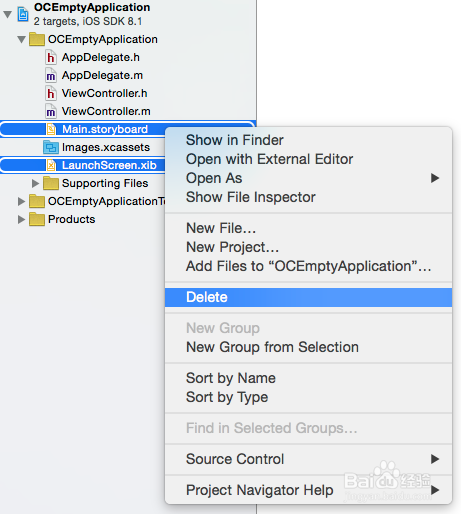 OCEmptyApplication
2 targets, iOS SDK 8.1
OCEmptyApplication
AppDelegate.h
AppDelegate.m
ViewController.h
ViewController.m
Main.storyboard
Images.xcassets
LaunchScreen.xib
Supporting Files
OCEmptyApplicationTe
Products
Show in Finder
Open with External Editor
Open As
Show File Inspector
New File…
New Project…
Add Files to “OCEmptyApplication”…
Delete
New Group
New Group from Selection
Sort by Name
Sort by Type
Find in Selected Groups…
Source Control
Project Navigator Help
Baidu 经验
jingyan.baidu.com